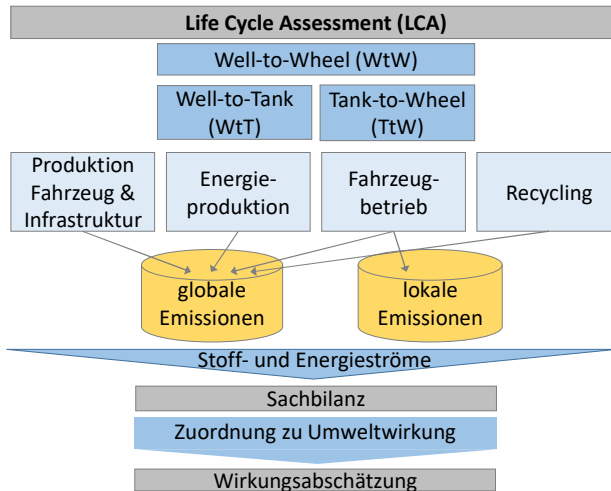 Life Cycle Assessment (LCA)
Well-to-Wheel (WtW)
Well-to-Tank
(WtT)
Tank-to-Wheel
(TtW)
Produktion
Fahrzeug &
Infrastruktur
Energie-
produktion
Fahrzeug-
betrieb
Recycling
globale
Emissionen
lokale
Emissionen
Stoff- und Energieströme
Sachbilanz
Zuordnung zu Umweltwirkung
Wirkungsabschätzung